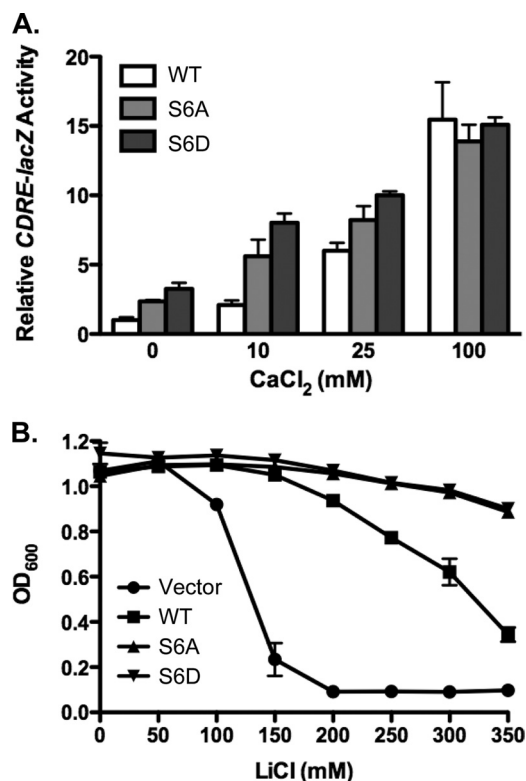 A.
Relative CDRE-lacZ Activity
20
15
10
5
0
WT
S6A
S6D
0 10 25 100
CaCl₂ (mM)
B.
OD₆₀₀
1.2
1.0
0.8
0.6
0.4
0.2
0.0
Vector
WT
S6A
S6D
0 50 100 150 200 250 300 350
LiCl (mM)